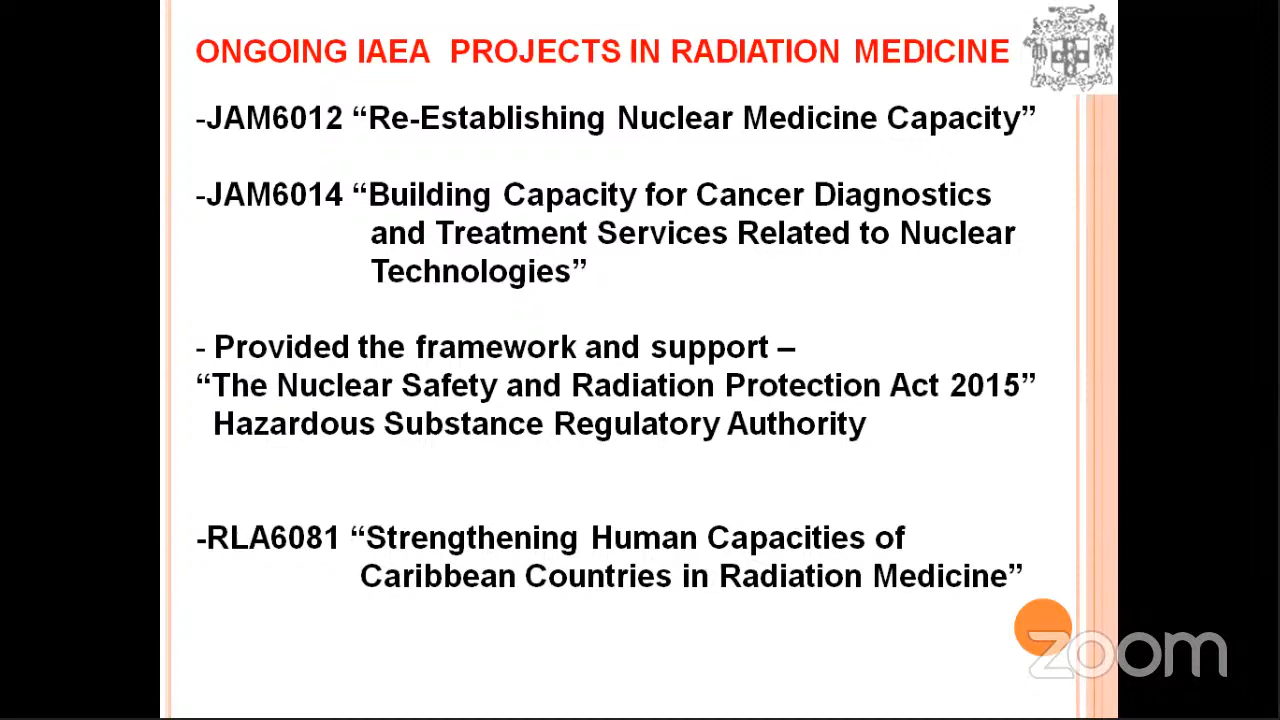 ONGOING IAEA PROJECTS IN RADIATION MEDICINE
-JAM6012 “Re-Establishing Nuclear Medicine Capacity”
-JAM6014 “Building Capacity for Cancer Diagnostics
and Treatment Services Related to Nuclear
Technologies”
- Provided the framework and support –
“The Nuclear Safety and Radiation Protection Act 2015”
Hazardous Substance Regulatory Authority
-RLA6081 “Strengthening Human Capacities of
Caribbean Countries in Radiation Medicine”
zoom